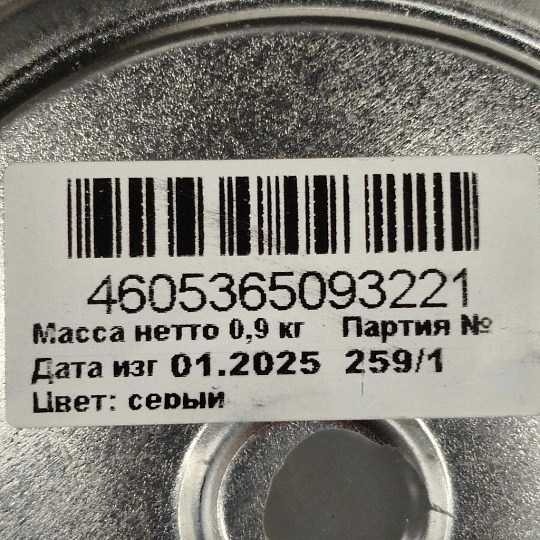 4605365093221
Масса нетто 0,9 кг Партия №
Дата изг 01.2025 259/1
Цвет: серый